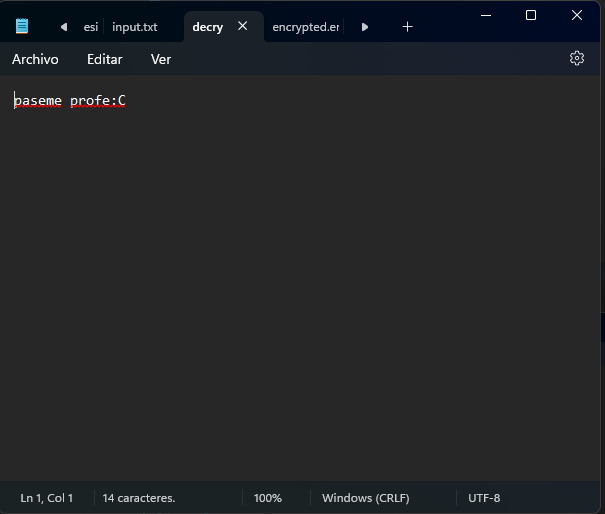 esi input.txt decry encrypted.er
Archivo Editar Ver
paseme profe:C
Ln 1, Col 1 14 caracteres. 100% Windows (CRLF) UTF-8